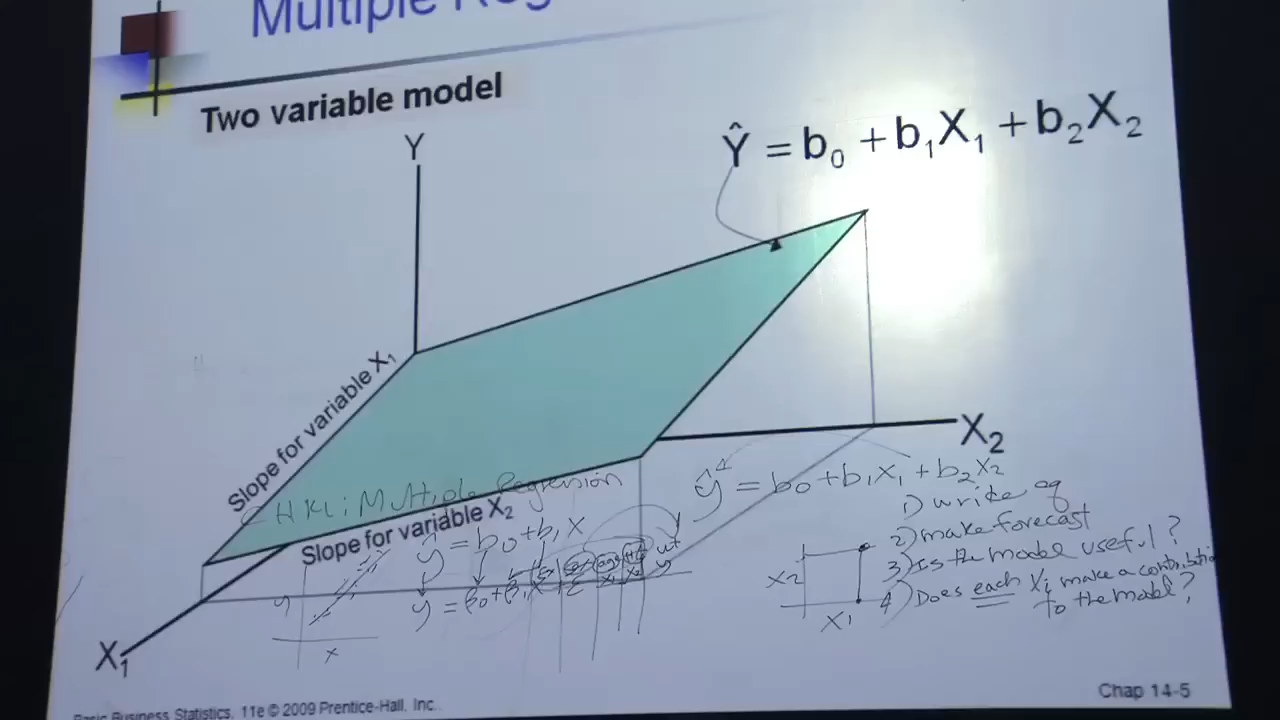 Multiple Reg
Two variable model
Y
Ŷ = b₀ + b₁X₁ + b₂X₂
Slope for variable X₁
X₂
CH14: Multiple Regression
ŷ = b₀ + b₁X₁ + b₂X₂
Slope for variable X₂
1) write eq
ŷ = b₀ + b₁ X
2) make forecast
3) Is the model useful?
y = β₀ + β₁ X + ε
X₂
4) Does each Xi make a contribution
to the model?
y
X₁
x
X₁
Basic Business Statistics, 11e © 2009 Prentice-Hall, Inc..
Chap 14-5